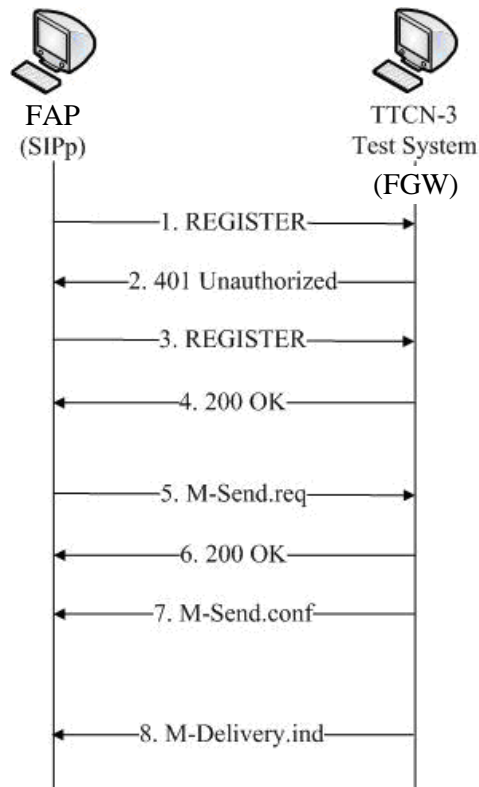 FAP
(SIPp)
TTCN-3
Test System
(FGW)
1. REGISTER
2. 401 Unauthorized
3. REGISTER
4. 200 OK
5. M-Send.req
6. 200 OK
7. M-Send.conf
8. M-Delivery.ind